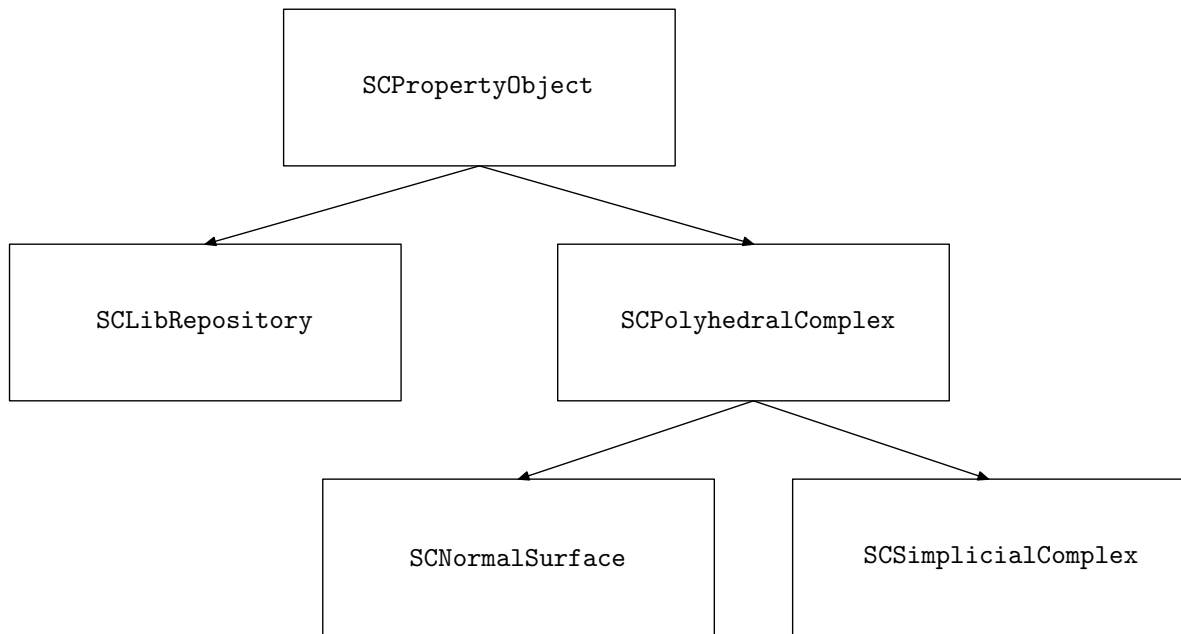 SCPropertyObject
SCLibRepository
SCPolyhedralComplex
SCNormalSurface
SCSimplicialComplex